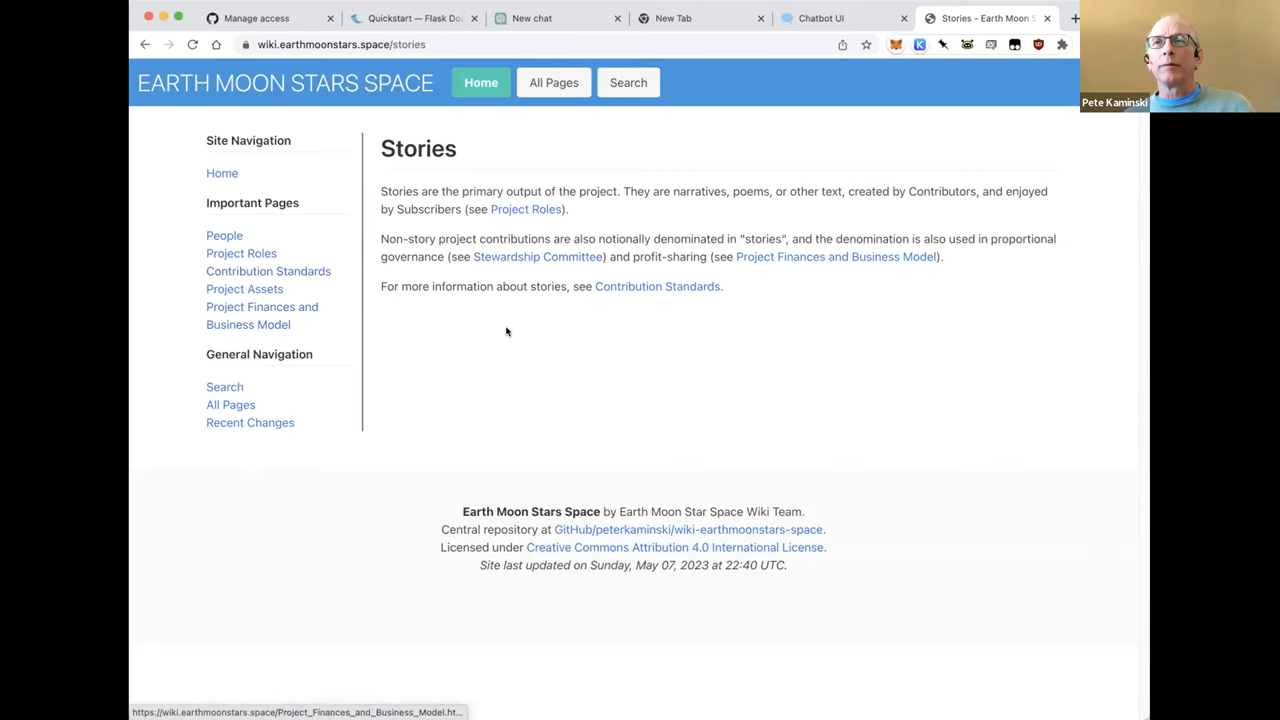 Manage access
Quickstart — Flask Do
New chat
New Tab
Chatbot UI
Stories - Earth Moon S
wiki.earthmoonstars.space/stories
Pete Kaminski
EARTH MOON STARS SPACE
Home
All Pages
Search
Site Navigation
Home
Important Pages
People
Project Roles
Contribution Standards
Project Assets
Project Finances and
Business Model
General Navigation
Search
All Pages
Recent Changes
Stories
Stories are the primary output of the project. They are narratives, poems, or other text, created by Contributors, and enjoyed
by Subscribers (see Project Roles).
Non-story project contributions are also notionally denominated in "stories", and the denomination is also used in proportional
governance (see Stewardship Committee) and profit-sharing (see Project Finances and Business Model).
For more information about stories, see Contribution Standards.
Earth Moon Stars Space by Earth Moon Star Space Wiki Team.
Central repository at GitHub/peterkaminski/wiki-earthmoonstars-space.
Licensed under Creative Commons Attribution 4.0 International License.
Site last updated on Sunday, May 07, 2023 at 22:40 UTC.
https://wiki.earthmoonstars.space/Project_Finances_and_Business_Model.ht...